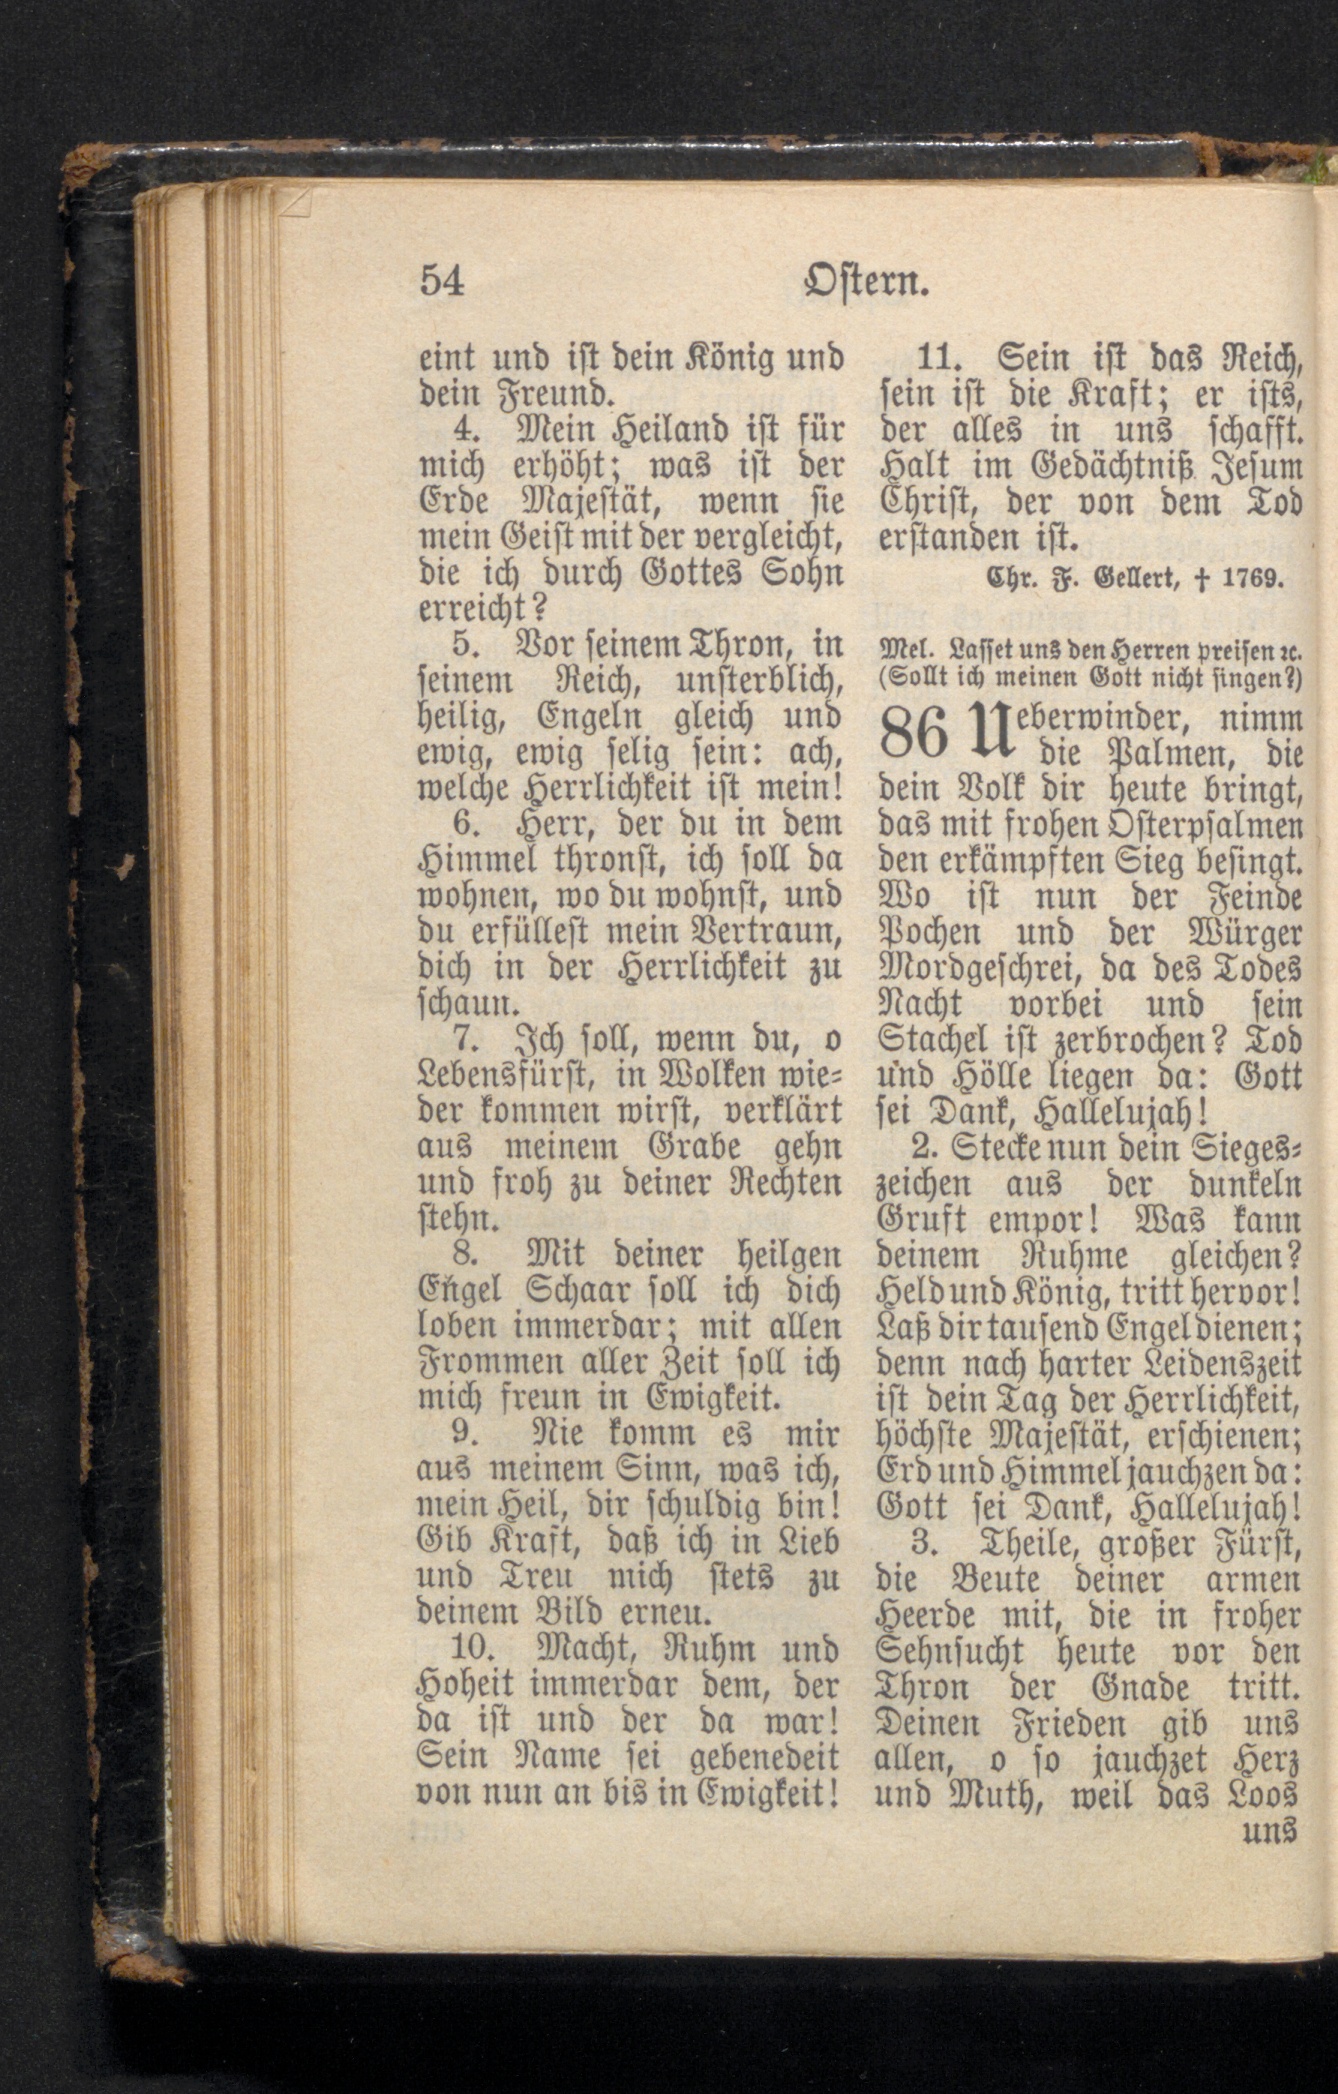 54
Ostern.
eint und ist dein König und
dein Freund.
4. Mein Heiland ist für
mich erhöht; was ist der
Erde Majestät, wenn sie
mein Geist mit der vergleicht,
die ich durch Gottes Sohn
erreicht?
5. Vor seinem Thron, in
seinem Reich, unsterblich,
heilig, Engeln gleich und
ewig, ewig selig sein: ach,
welche Herrlichkeit ist mein!
6. Herr, der du in dem
Himmel thronst, ich soll da
wohnen, wo du wohnst, und
du erfüllest mein Vertraun,
dich in der Herrlichkeit zu
schaun.
7. Ich soll, wenn du, o
Lebensfürst, in Wolken wie-
der kommen wirst, verklärt
aus meinem Grabe gehn
und froh zu deiner Rechten
stehn.
8. Mit deiner heilgen
Engel Schaar soll ich dich
loben immerdar; mit allen
Frommen aller Zeit soll ich
mich freun in Ewigkeit.
9. Nie komm es mir
aus meinem Sinn, was ich,
mein Heil, dir schuldig bin!
Gib Kraft, daß ich in Lieb
und Treu mich stets zu
deinem Bild erneu.
10. Macht, Ruhm und
Hoheit immerdar dem, der
da ist und der da war!
Sein Name sei gebenedeit
von nun an bis in Ewigkeit!
11. Sein ist das Reich,
sein ist die Kraft; er ists,
der alles in uns schafft.
Halt im Gedächtniß Jesum
Christ, der von dem Tod
erstanden ist.
Chr. F. Gellert, † 1769.
Mel. Lasset uns den Herren preisen ꝛc.
(Sollt ich meinen Gott nicht singen?)
86 Ueberwinder, nimm
die Palmen, die
dein Volk dir heute bringt,
das mit frohen Osterpsalmen
den erkämpften Sieg besingt.
Wo ist nun der Feinde
Pochen und der Würger
Mordgeschrei, da des Todes
Nacht vorbei und sein
Stachel ist zerbrochen? Tod
und Hölle liegen da: Gott
sei Dank, Hallelujah!
2. Stecke nun dein Sieges-
zeichen aus der dunkeln
Gruft empor! Was kann
deinem Ruhme gleichen?
Held und König, tritt hervor!
Laß dir tausend Engel dienen;
denn nach harter Leidenszeit
ist dein Tag der Herrlichkeit,
höchste Majestät, erschienen;
Erd und Himmel jauchzen da:
Gott sei Dank, Hallelujah!
3. Theile, großer Fürst,
die Beute deiner armen
Heerde mit, die in froher
Sehnsucht heute vor den
Thron der Gnade tritt.
Deinen Frieden gib uns
allen, o so jauchzet Herz
und Muth, weil das Loos
uns